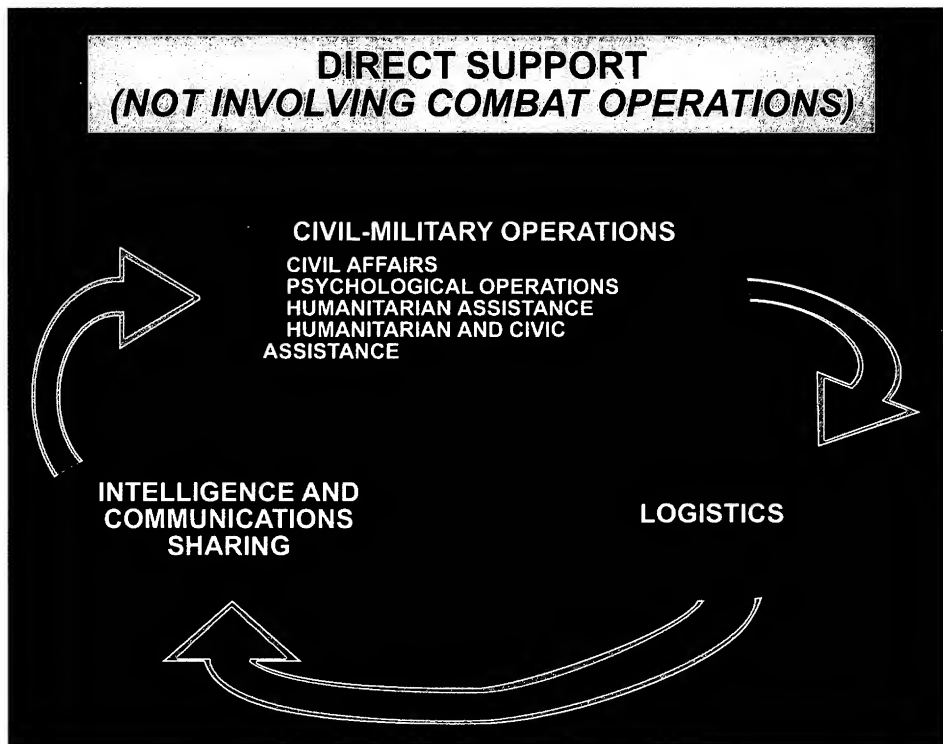 DIRECT SUPPORT
(NOT INVOLVING COMBAT OPERATIONS)
CIVIL-MILITARY OPERATIONS
CIVIL AFFAIRS
PSYCHOLOGICAL OPERATIONS
HUMANITARIAN ASSISTANCE
HUMANITARIAN AND CIVIC
ASSISTANCE
INTELLIGENCE AND
COMMUNICATIONS
SHARING
LOGISTICS